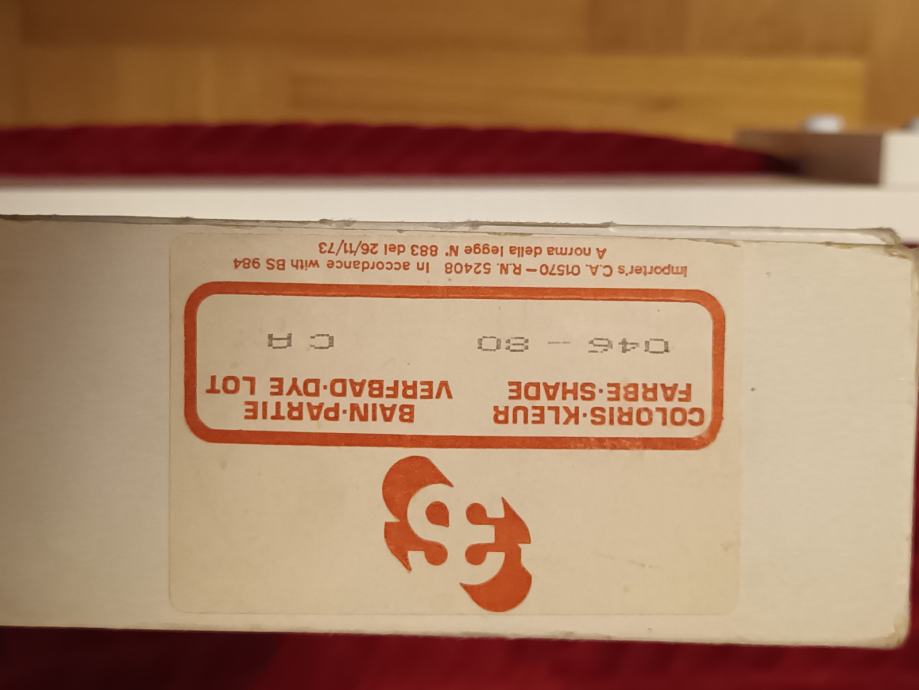 COLORIS·KLEUR BAIN·PARTIE
FARBE·SHADE VERFBAD·DYE LOT
046 — 80 CA
Importer's C.A. 01570 – R.N. 52408 In accordance with BS 984
A norma della legge N° 883 del 26/11/73